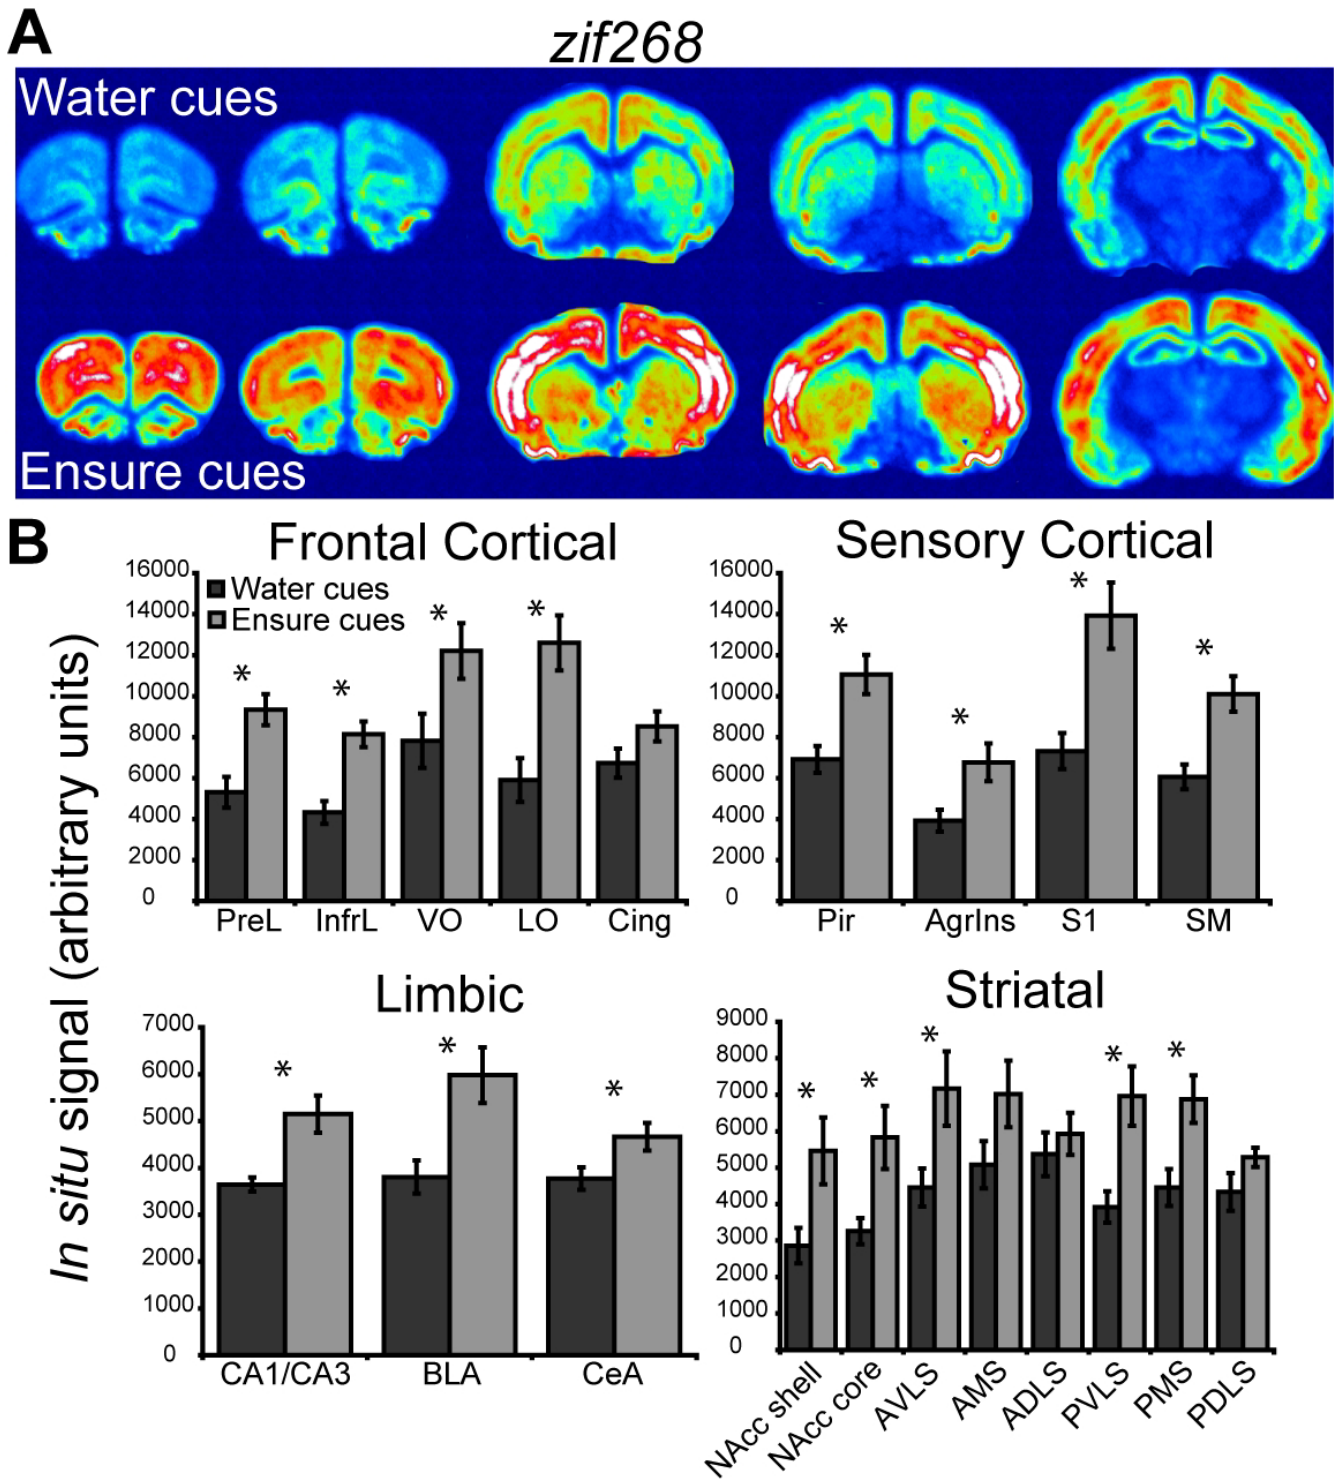 A
zif268
Water cues
Ensure cues
B
In situ signal (arbitrary units)
Frontal Cortical
16000
14000
12000
10000
8000
6000
4000
2000
0
Water cues
Ensure cues
* * * *
PreL InfrL VO LO Cing
Sensory Cortical
16000
14000
12000
10000
8000
6000
4000
2000
0
* * * *
Pir AgrIns S1 SM
Limbic
7000
6000
5000
4000
3000
2000
1000
0
* * *
CA1/CA3 BLA CeA
Striatal
9000
8000
7000
6000
5000
4000
3000
2000
1000
0
* * * * *
NAcc shell
NAcc core
AVLS
AMS
ADLS
PVLS
PMS
PDLS